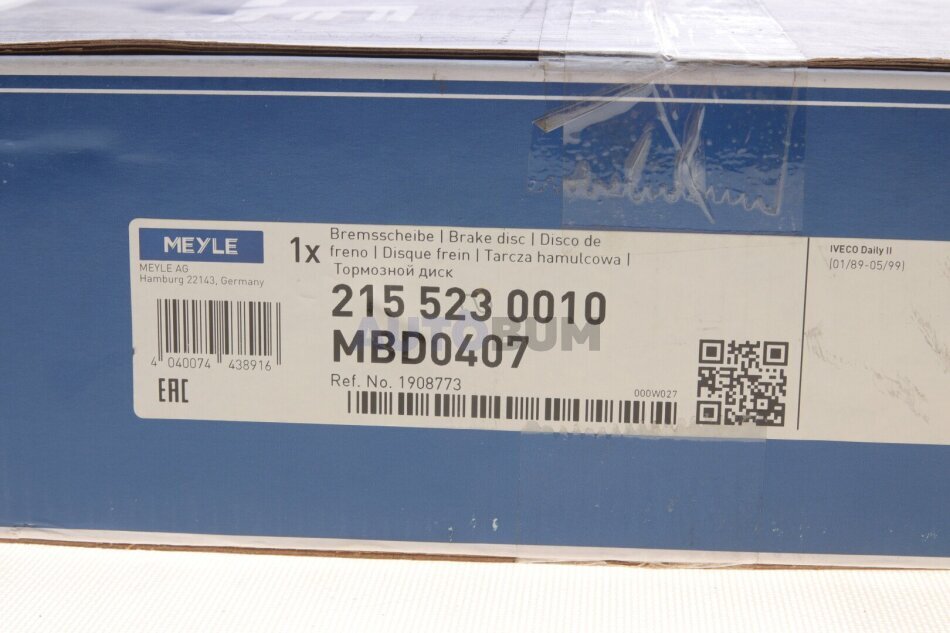 MEYLE
MEYLE AG
Hamburg 22143, Germany
4 040074 438916
EAC
1x
Bremsscheibe | Brake disc | Disco de
freno | Disque frein | Tarcza hamulcowa |
Тормозной диск
215 523 0010
MBD0407
AUTOBUM
Ref. No. 1908773
000W027
IVECO Daily II
(01/89-05/99)